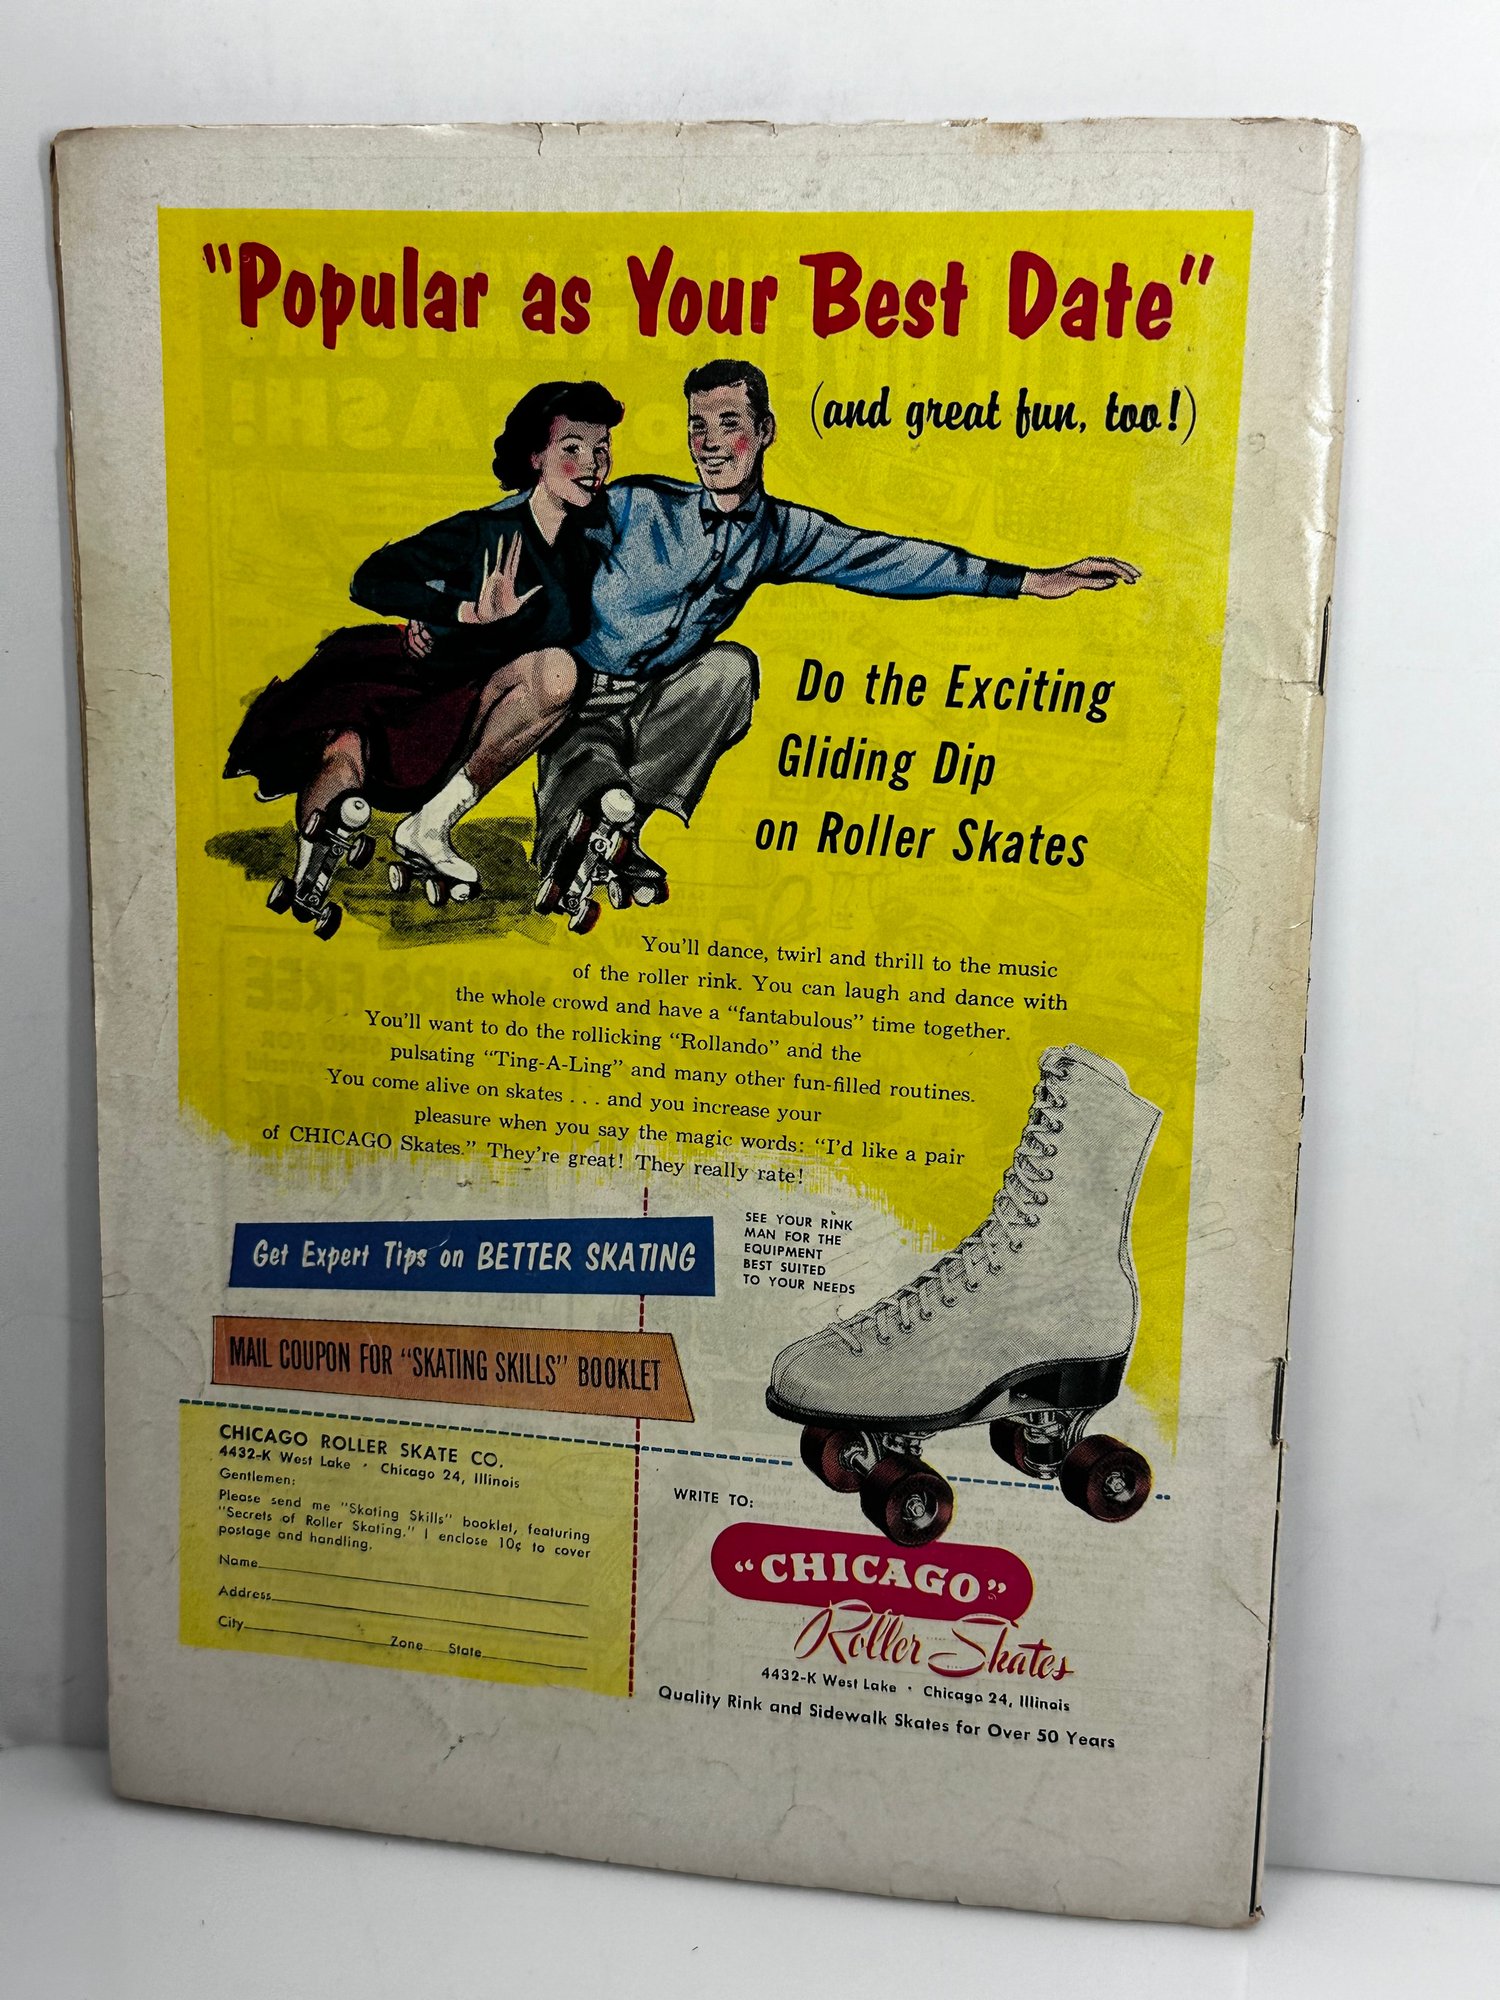 "Popular as Your Best Date"
(and great fun, too!)
Do the Exciting
Gliding Dip
on Roller Skates
You'll dance, twirl and thrill to the music
of the roller rink. You can laugh and dance with
the whole crowd and have a "fantabulous" time together.
You'll want to do the rollicking "Rollando" and the
pulsating "Ting-A-Ling" and many other fun-filled routines.
You come alive on skates . . . and you increase your
pleasure when you say the magic words: "I'd like a pair
of CHICAGO Skates." They're great! They really rate!
Get Expert Tips on BETTER SKATING
SEE YOUR RINK
MAN FOR THE
EQUIPMENT
BEST SUITED
TO YOUR NEEDS
MAIL COUPON FOR "SKATING SKILLS" BOOKLET
CHICAGO ROLLER SKATE CO.
4432-K West Lake • Chicago 24, Illinois
Gentlemen:
Please send me "Skating Skills" booklet, featuring
"Secrets of Roller Skating." I enclose 10¢ to cover
postage and handling.
Name
Address
City Zone State
WRITE TO:
"CHICAGO"
Roller Skates
4432-K West Lake • Chicago 24, Illinois
Quality Rink and Sidewalk Skates for Over 50 Years